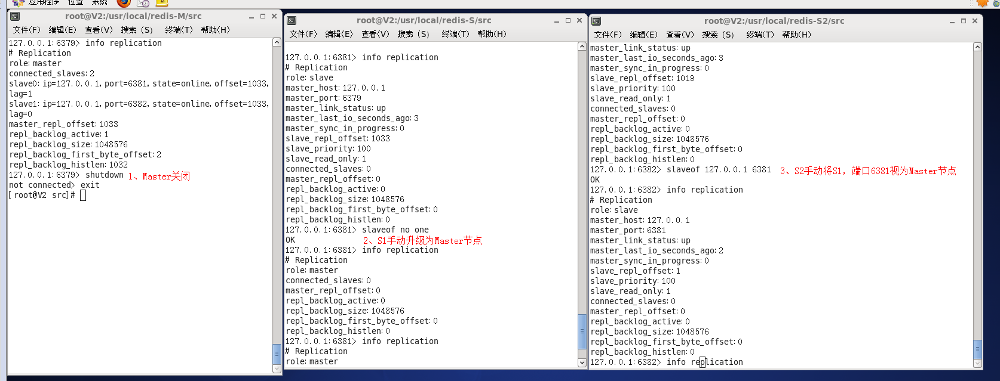 应用程序 位置 系统
root@V2:/usr/local/redis-M/src
文件(F) 编辑(E) 查看(V) 搜索 (S) 终端(T) 帮助(H)
127.0.0.1:6379> info replication
# Replication
role:master
connected_slaves:2
slave0:ip=127.0.0.1,port=6381,state=online,offset=1033,
lag=1
slave1:ip=127.0.0.1,port=6382,state=online,offset=1033,
lag=0
master_repl_offset:1033
repl_backlog_active:1
repl_backlog_size:1048576
repl_backlog_first_byte_offset:2
repl_backlog_histlen:1032
127.0.0.1:6379> shutdown 1、Master关闭
not connected> exit
[root@V2 src]#
root@V2:/usr/local/redis-S/src
文件(F) 编辑(E) 查看(V) 搜索 (S) 终端(T) 帮助(H)
127.0.0.1:6381> info replication
# Replication
role:slave
master_host:127.0.0.1
master_port:6379
master_link_status:up
master_last_io_seconds_ago:3
master_sync_in_progress:0
slave_repl_offset:1033
slave_priority:100
slave_read_only:1
connected_slaves:0
master_repl_offset:0
repl_backlog_active:0
repl_backlog_size:1048576
repl_backlog_first_byte_offset:0
repl_backlog_histlen:0
127.0.0.1:6381> slaveof no one
OK 2、S1手动升级为Master节点
127.0.0.1:6381> info replication
# Replication
role:master
connected_slaves:0
master_repl_offset:0
repl_backlog_active:0
repl_backlog_size:1048576
repl_backlog_first_byte_offset:0
repl_backlog_histlen:0
127.0.0.1:6381> info replication
# Replication
role:master
root@V2:/usr/local/redis-S2/src
文件(F) 编辑(E) 查看(V) 搜索 (S) 终端(T) 帮助(H)
master_link_status:up
master_last_io_seconds_ago:3
master_sync_in_progress:0
slave_repl_offset:1019
slave_priority:100
slave_read_only:1
connected_slaves:0
master_repl_offset:0
repl_backlog_active:0
repl_backlog_size:1048576
repl_backlog_first_byte_offset:0
repl_backlog_histlen:0
127.0.0.1:6382> slaveof 127.0.0.1 6381 3、S2手动将S1，端口6381视为Master节点
OK
127.0.0.1:6382> info replication
# Replication
role:slave
master_host:127.0.0.1
master_port:6381
master_link_status:up
master_last_io_seconds_ago:2
master_sync_in_progress:0
slave_repl_offset:1
slave_priority:100
slave_read_only:1
connected_slaves:0
master_repl_offset:0
repl_backlog_active:0
repl_backlog_size:1048576
repl_backlog_first_byte_offset:0
repl_backlog_histlen:0
127.0.0.1:6382> info replication